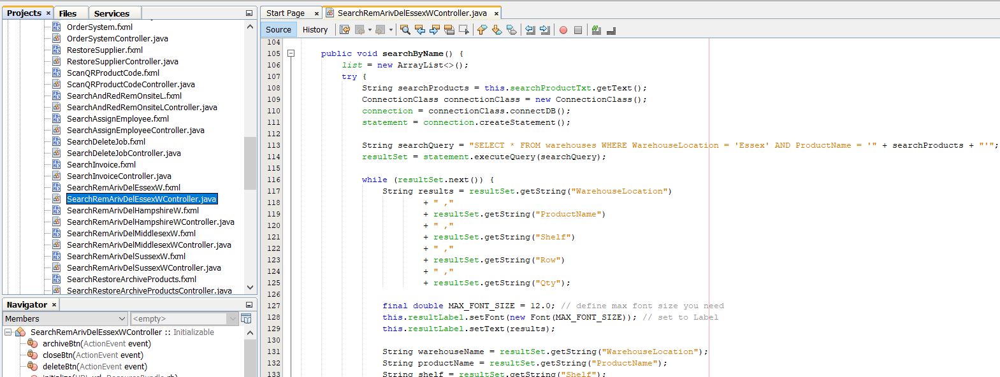 Projects × Files Services
OrderSystem.fxml
OrderSystemController.java
RestoreSupplier.fxml
RestoreSupplierController.java
ScanQRProductCode.fxml
ScanQRProductCodeController.java
SearchAndRedRemOnsiteL.fxml
SearchAndRedRemOnsiteLController.java
SearchAssignEmployee.fxml
SearchAssignEmployeeController.java
SearchDeleteJob.fxml
SearchDeleteJobController.java
SearchInvoice.fxml
SearchInvoiceController.java
SearchRemArivDelEssexW.fxml
SearchRemArivDelEssexWController.java
SearchRemArivDelHampshireW.fxml
SearchRemArivDelHampshireWController.java
SearchRemArivDelMiddlesexW.fxml
SearchRemArivDelMiddlesexWController.java
SearchRemArivDelSussexW.fxml
SearchRemArivDelSussexWController.java
SearchRestoreArchiveProducts.fxml
SearchRestoreArchiveProductsController.java
Navigator ×
Members <empty>
SearchRemArivDelEssexWController :: Initializable
archiveBtn(ActionEvent event)
closeBtn(ActionEvent event)
deleteBtn(ActionEvent event)
initialize(URL url, ResourceBundle rb)
Start Page × SearchRemArivDelEssexWController.java ×
Source History
104
105 public void searchByName() {
106 list = new ArrayList<>();
107 try {
108 String searchProducts = this.searchProductTxt.getText();
109 ConnectionClass connectionClass = new ConnectionClass();
110 connection = connectionClass.connectDB();
111 statement = connection.createStatement();
112
113 String searchQuery = "SELECT * FROM warehouses WHERE WarehouseLocation = 'Essex' AND ProductName = '" + searchProducts + "'";
114 resultSet = statement.executeQuery(searchQuery);
115
116 while (resultSet.next()) {
117 String results = resultSet.getString("WarehouseLocation")
118 + " ,"
119 + resultSet.getString("ProductName")
120 + " ,"
121 + resultSet.getString("Shelf")
122 + " ,"
123 + resultSet.getString("Row")
124 + " ,"
125 + resultSet.getString("Qty");
126
127 final double MAX_FONT_SIZE = 12.0; // define max font size you need
128 this.resultLabel.setFont(new Font(MAX_FONT_SIZE)); // set to Label
129 this.resultLabel.setText(results);
130
131 String warehouseName = resultSet.getString("WarehouseLocation");
132 String productName = resultSet.getString("ProductName");
133 String shelf = resultSet.getString("Shelf");